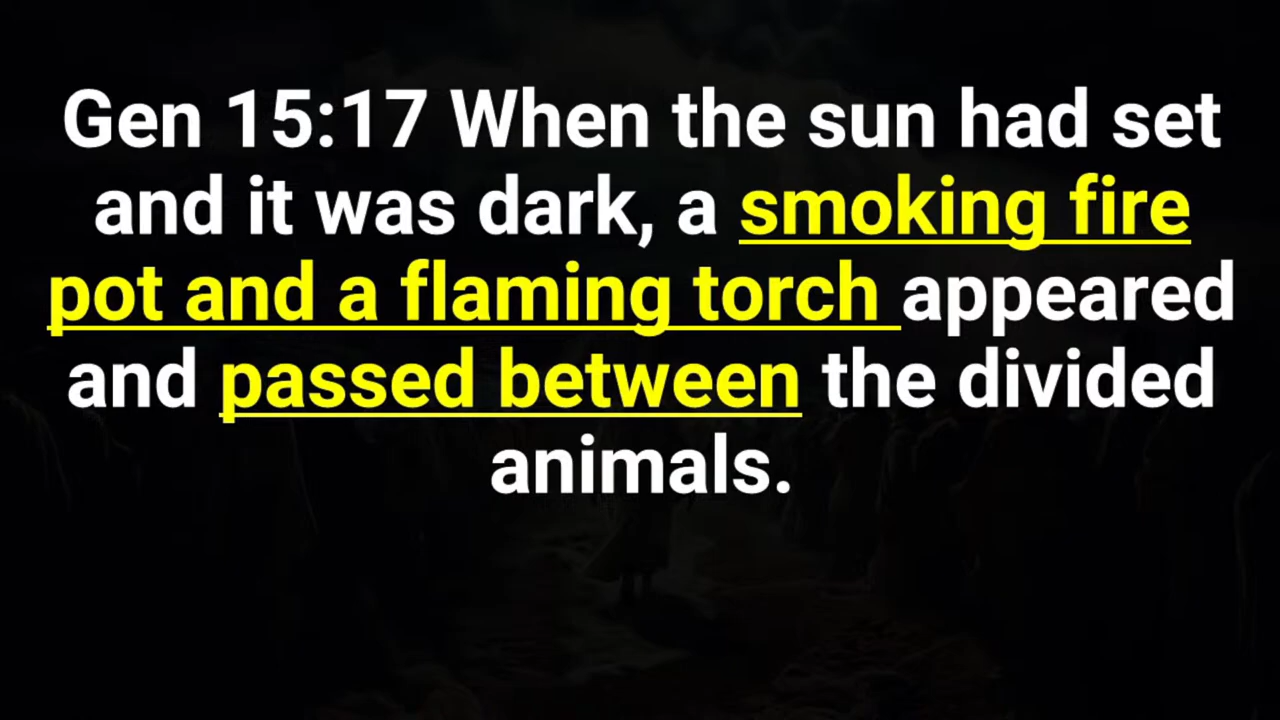 Gen 15:17 When the sun had set
and it was dark, a smoking fire
pot and a flaming torch appeared
and passed between the divided
animals.